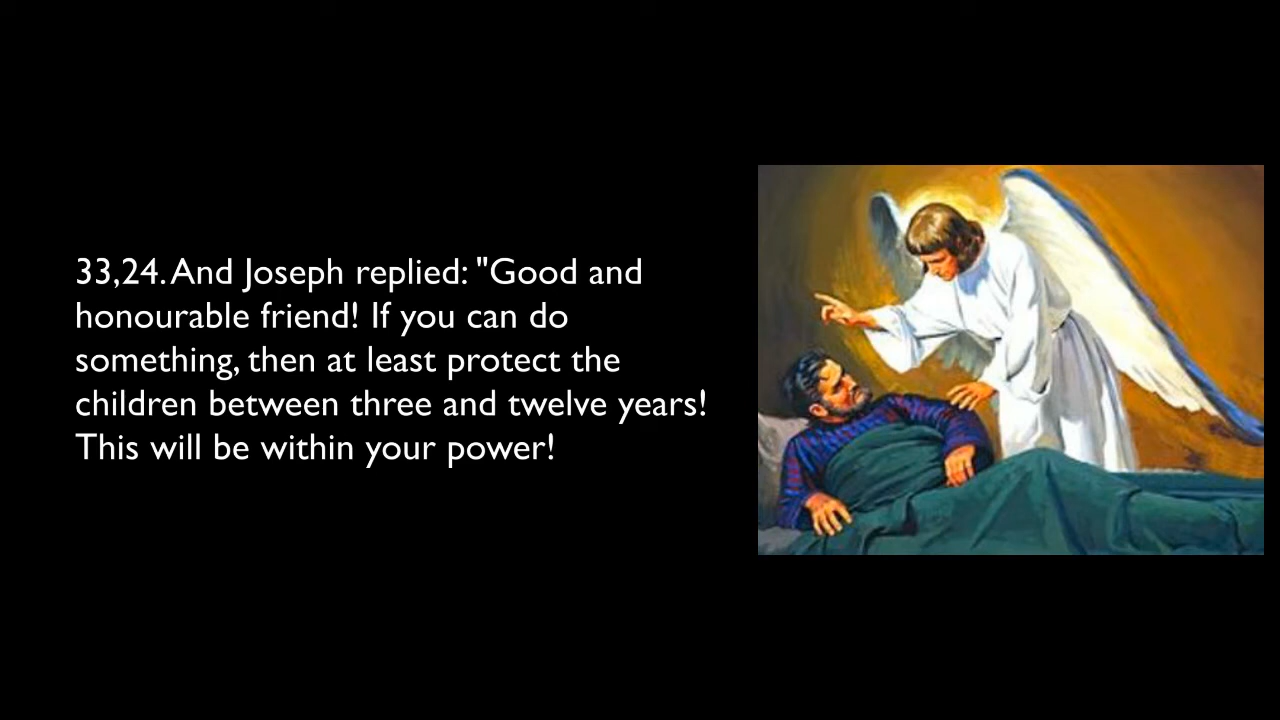 33,24. And Joseph replied: "Good and
honourable friend! If you can do
something, then at least protect the
children between three and twelve years!
This will be within your power!